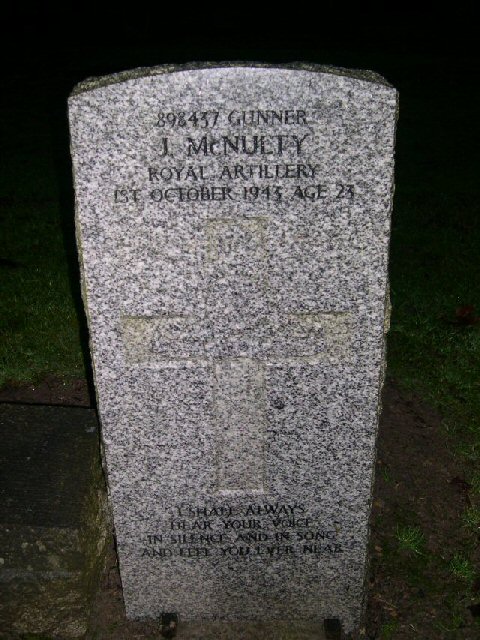 898437 GUNNER
J. McNULTY
ROYAL ARTILLERY
1ST OCTOBER 1943 AGE 23
I SHALL ALWAYS
HEAR YOUR VOICE
IN SILENCE AND IN SONG
AND FEEL YOU EVER NEAR